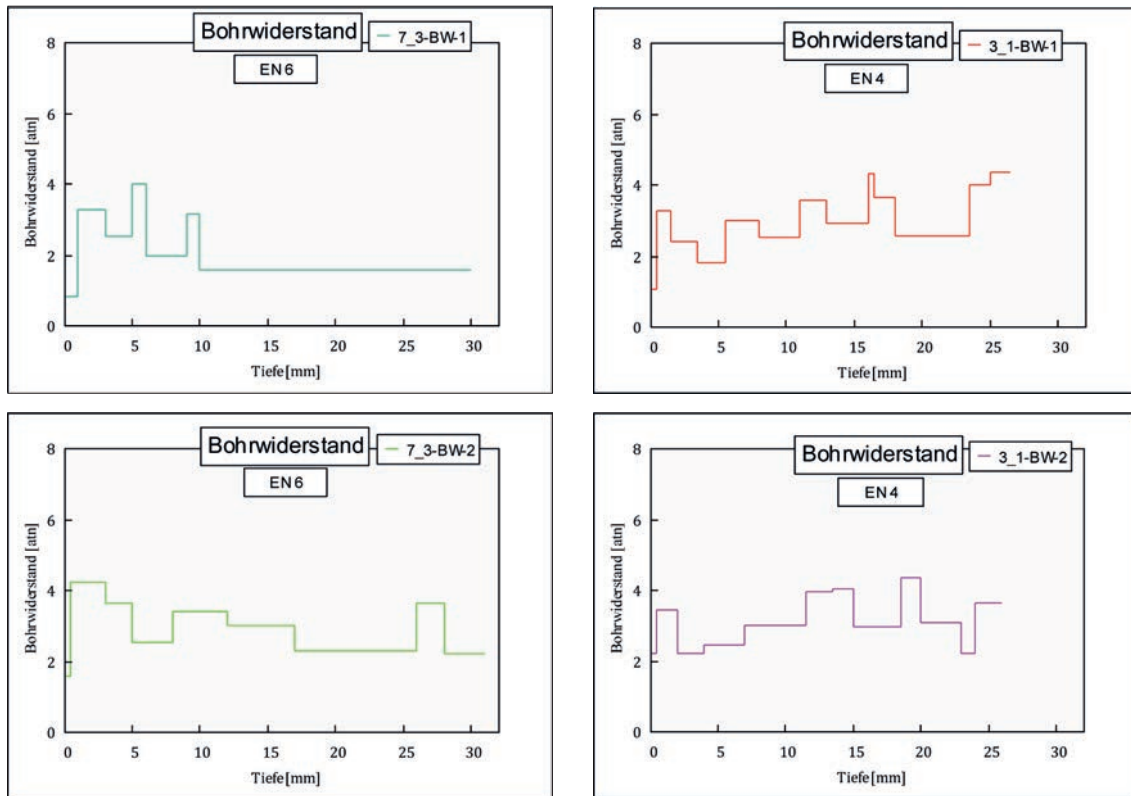 Bohrwiderstand
7_3-BW-1
EN 6
8
6
4
2
0
Bohrwiderstand [atn]
0 5 10 15 20 25 30
Tiefe [mm]
Bohrwiderstand
3_1-BW-1
EN 4
8
6
4
2
0
Bohrwiderstand [atn]
0 5 10 15 20 25 30
Tiefe [mm]
Bohrwiderstand
7_3-BW-2
EN 6
8
6
4
2
0
Bohrwiderstand [atn]
0 5 10 15 20 25 30
Tiefe [mm]
Bohrwiderstand
3_1-BW-2
EN 4
8
6
4
2
0
Bohrwiderstand [atn]
0 5 10 15 20 25 30
Tiefe [mm]